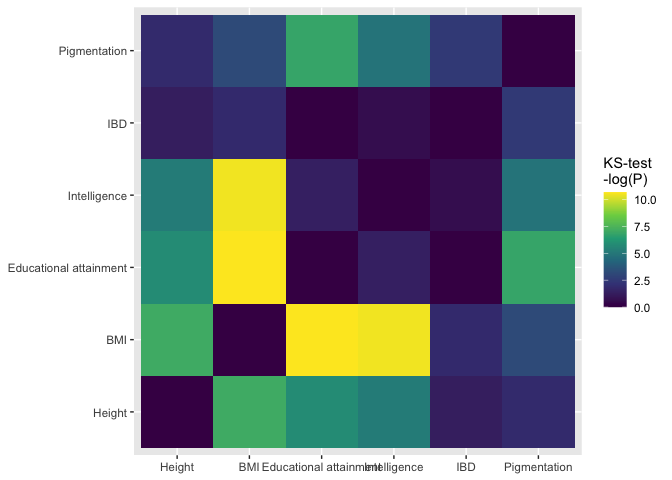 Pigmentation
IBD
Intelligence
Educational attainment
BMI
Height
Height BMI Educational attainment Intelligence IBD Pigmentation
KS-test
-log(P)
10.0
7.5
5.0
2.5
0.0